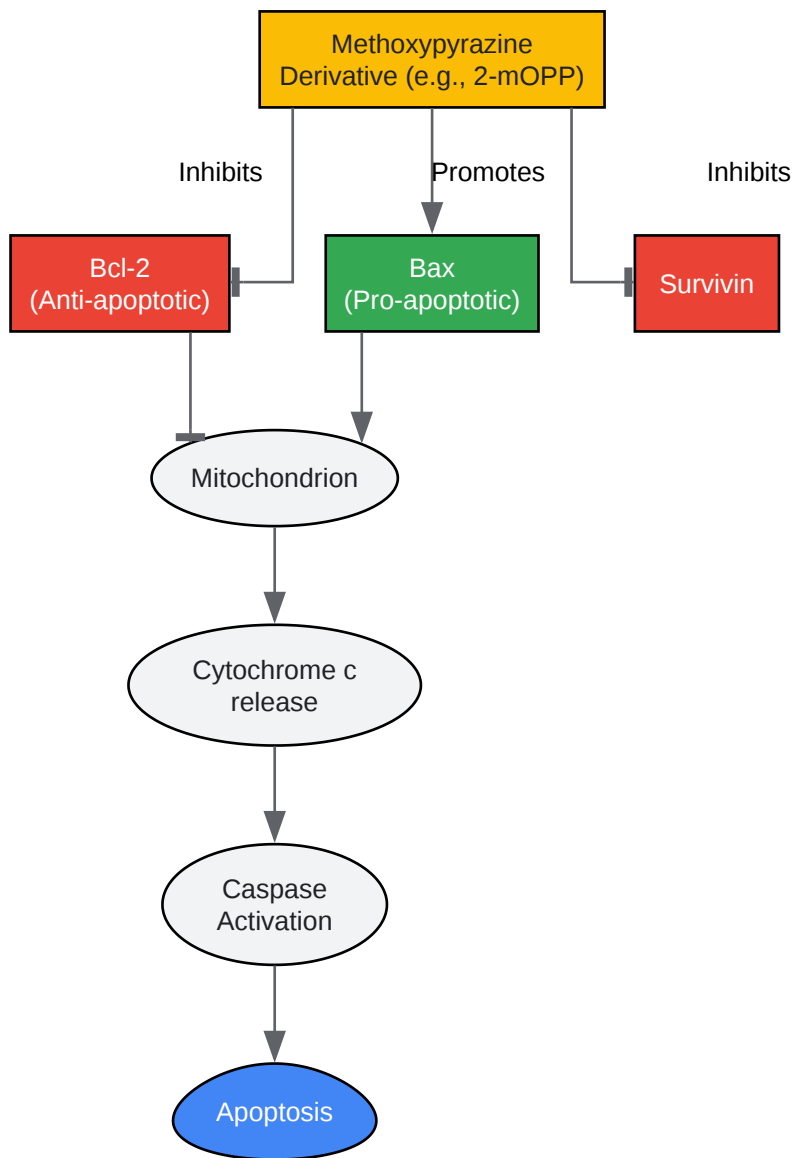 Methoxypyrazine
Derivative (e.g., 2-mOPP)
Inhibits
Promotes
Inhibits
Bcl-2
(Anti-apoptotic)
Bax
(Pro-apoptotic)
Survivin
Mitochondrion
Cytochrome c
release
Caspase
Activation
Apoptosis